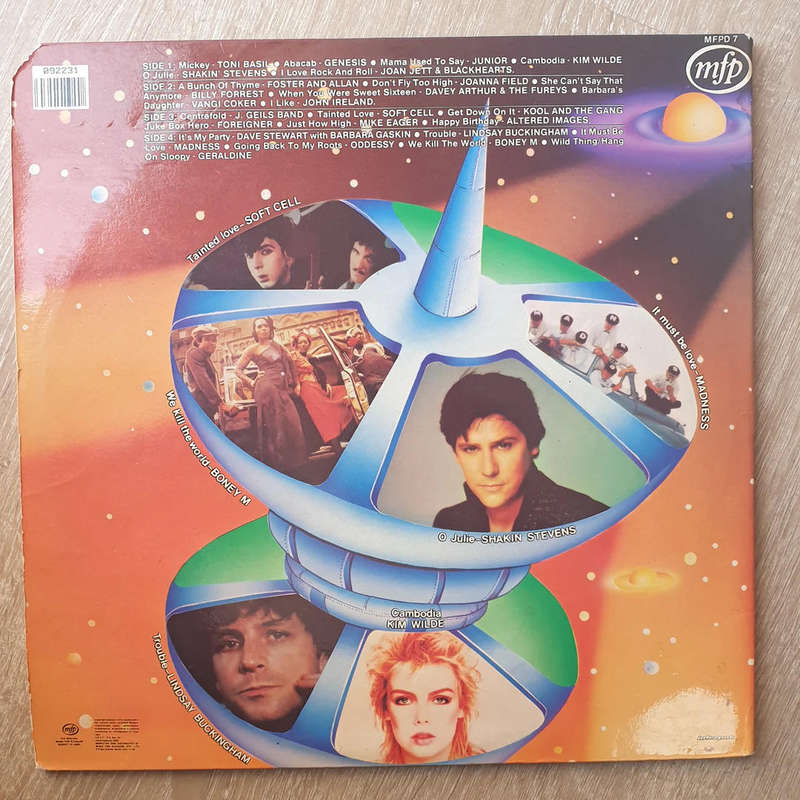 MFPD 7
mfp
092231
SIDE 1: Mickey - TONI BASIL ● Abacab - GENESIS ● Mama Used To Say - JUNIOR ● Cambodia - KIM WILDE
O Julie - SHAKIN' STEVENS ● I Love Rock And Roll - JOAN JETT & BLACKHEARTS.
SIDE 2: A Bunch Of Thyme - FOSTER AND ALLAN ● Don't Fly Too High - JOANNA FIELD ● She Can't Say That
Anymore - BILLY FORREST ● When You Were Sweet Sixteen - DAVEY ARTHUR & THE FUREYS ● Barbara's
Daughter - VANGI COKER ● I Like - JOHN IRELAND.
SIDE 3: Centrefold - J. GEILS BAND ● Tainted Love - SOFT CELL ● Get Down On It - KOOL AND THE GANG
Juke Box Hero - FOREIGNER ● Just How High - MIKE EAGER ● Happy Birthday - ALTERED IMAGES.
SIDE 4: It's My Party - DAVE STEWART with BARBARA GASKIN ● Trouble - LINDSAY BUCKINGHAM ● It Must Be
Love - MADNESS ● Going Back To My Roots - ODDESSY ● We Kill The World - BONEY M ● Wild Thing/Hang
On Sloopy - GERALDINE
Tainted love - SOFT CELL
It must be love - MADNESS
We Kill the world - BONEY M
O Julie - SHAKIN STEVENS
Cambodia
KIM WILDE
Trouble - LINDSAY BUCKINGHAM
mfp